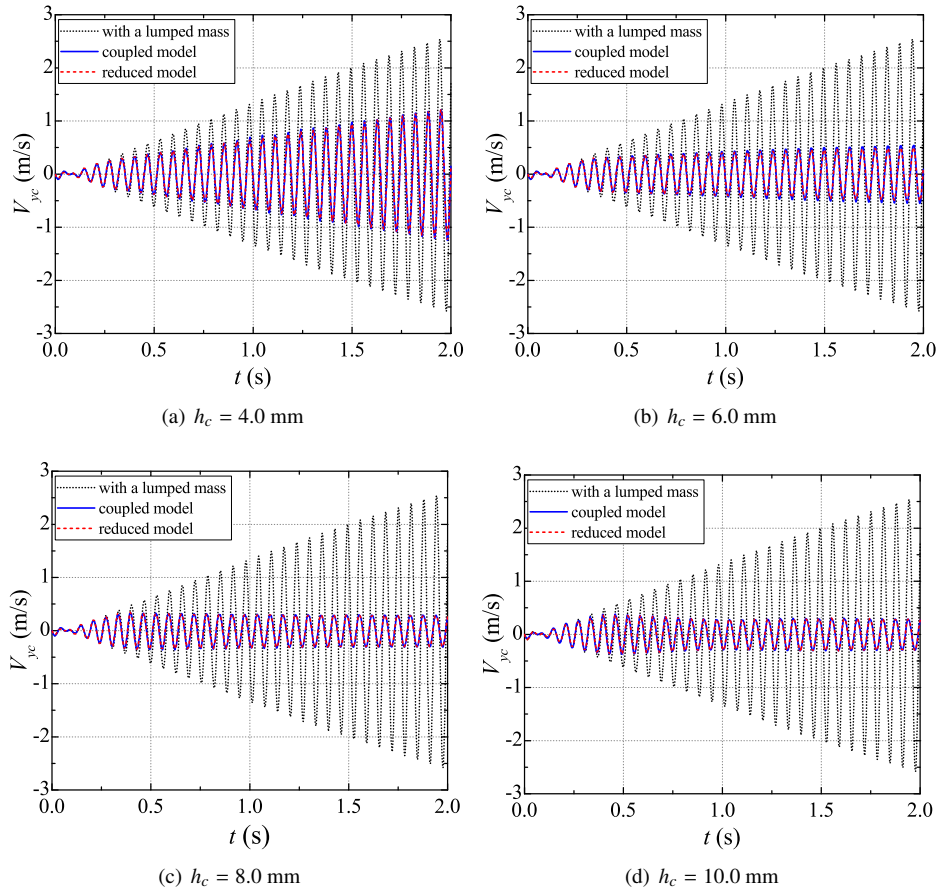 with a lumped mass
coupled model
reduced model
V_yc (m/s)
3
2
1
0
-1
-2
-3
0.0 0.5 1.0 1.5 2.0
t (s)
(a) h_c = 4.0 mm
with a lumped mass
coupled model
reduced model
V_yc (m/s)
3
2
1
0
-1
-2
-3
0.0 0.5 1.0 1.5 2.0
t (s)
(b) h_c = 6.0 mm
with a lumped mass
coupled model
reduced model
V_yc (m/s)
3
2
1
0
-1
-2
-3
0.0 0.5 1.0 1.5 2.0
t (s)
(c) h_c = 8.0 mm
with a lumped mass
coupled model
reduced model
V_yc (m/s)
3
2
1
0
-1
-2
-3
0.0 0.5 1.0 1.5 2.0
t (s)
(d) h_c = 10.0 mm